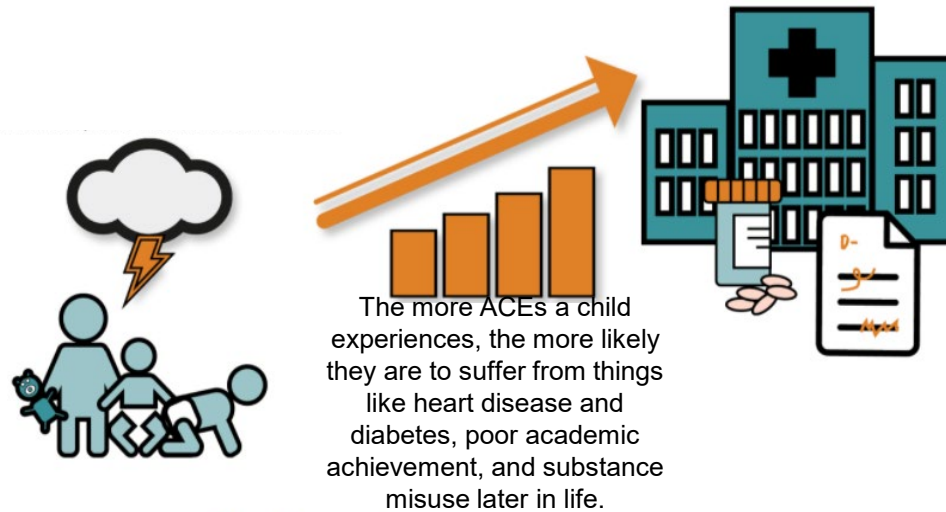 D-
The more ACEs a child
experiences, the more likely
they are to suffer from things
like heart disease and
diabetes, poor academic
achievement, and substance
misuse later in life.